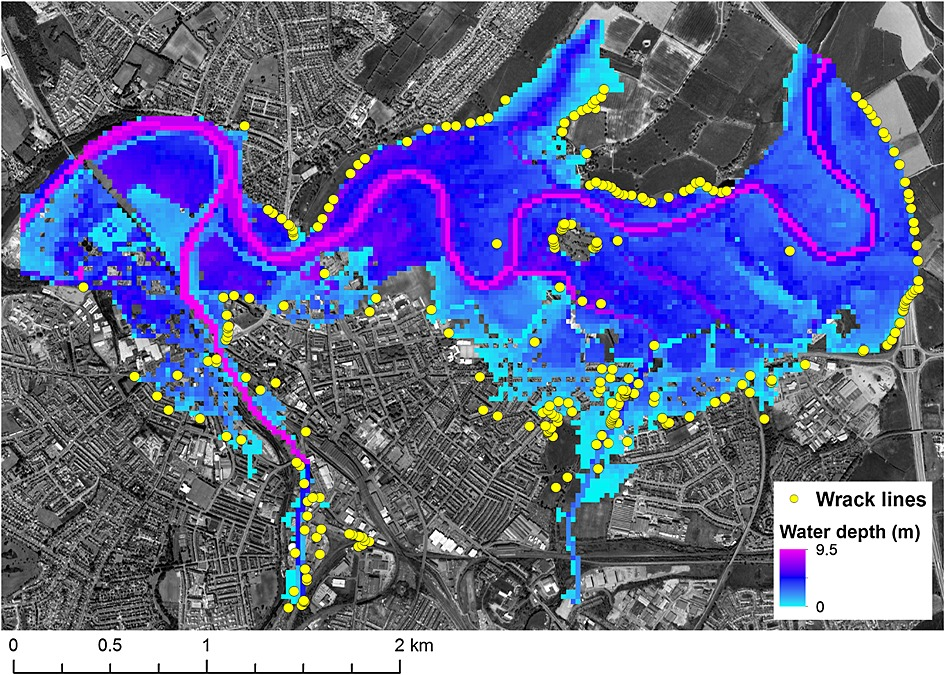 Wrack lines
Water depth (m)
9.5
0
0 0.5 1 2 km